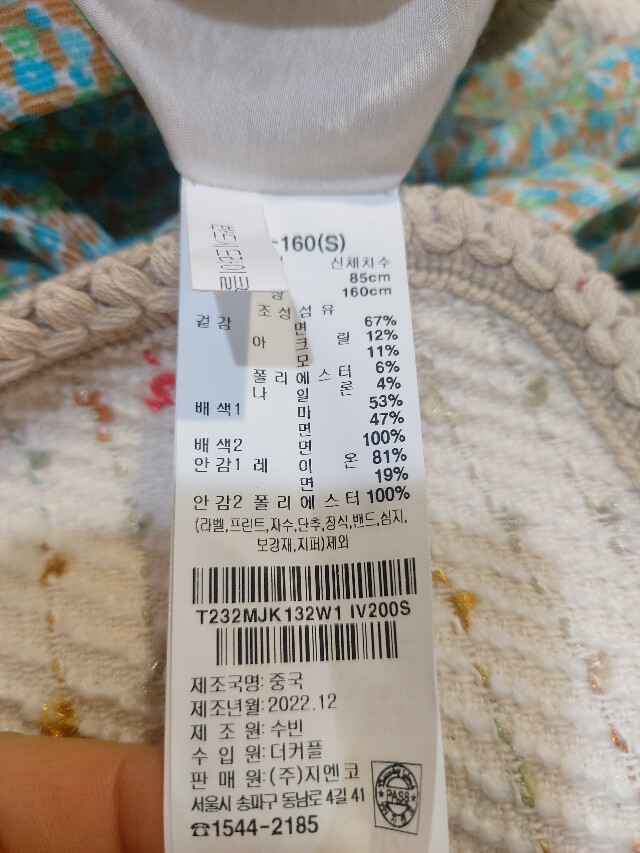 -160(S)
신체치수
85cm
160cm
조성섬유
겉감 면 67%
아크릴 12%
모 11%
폴리에스터 6%
나일론 4%
배색1 마 53%
면 47%
배색2 면 100%
안감1 레이온 81%
면 19%
안감2 폴리에스터 100%
(라벨,프린트,자수,단추,장식,밴드,심지,
보강재,지퍼)제외
T232MJK132W1 IV200S
제조국명: 중국
제조년월: 2022.12
제 조 원: 수빈
수 입 원: 더커플
판 매 원: (주)지엔코
서울시 송파구 동남로 4길 41
☎1544-2185
PASS